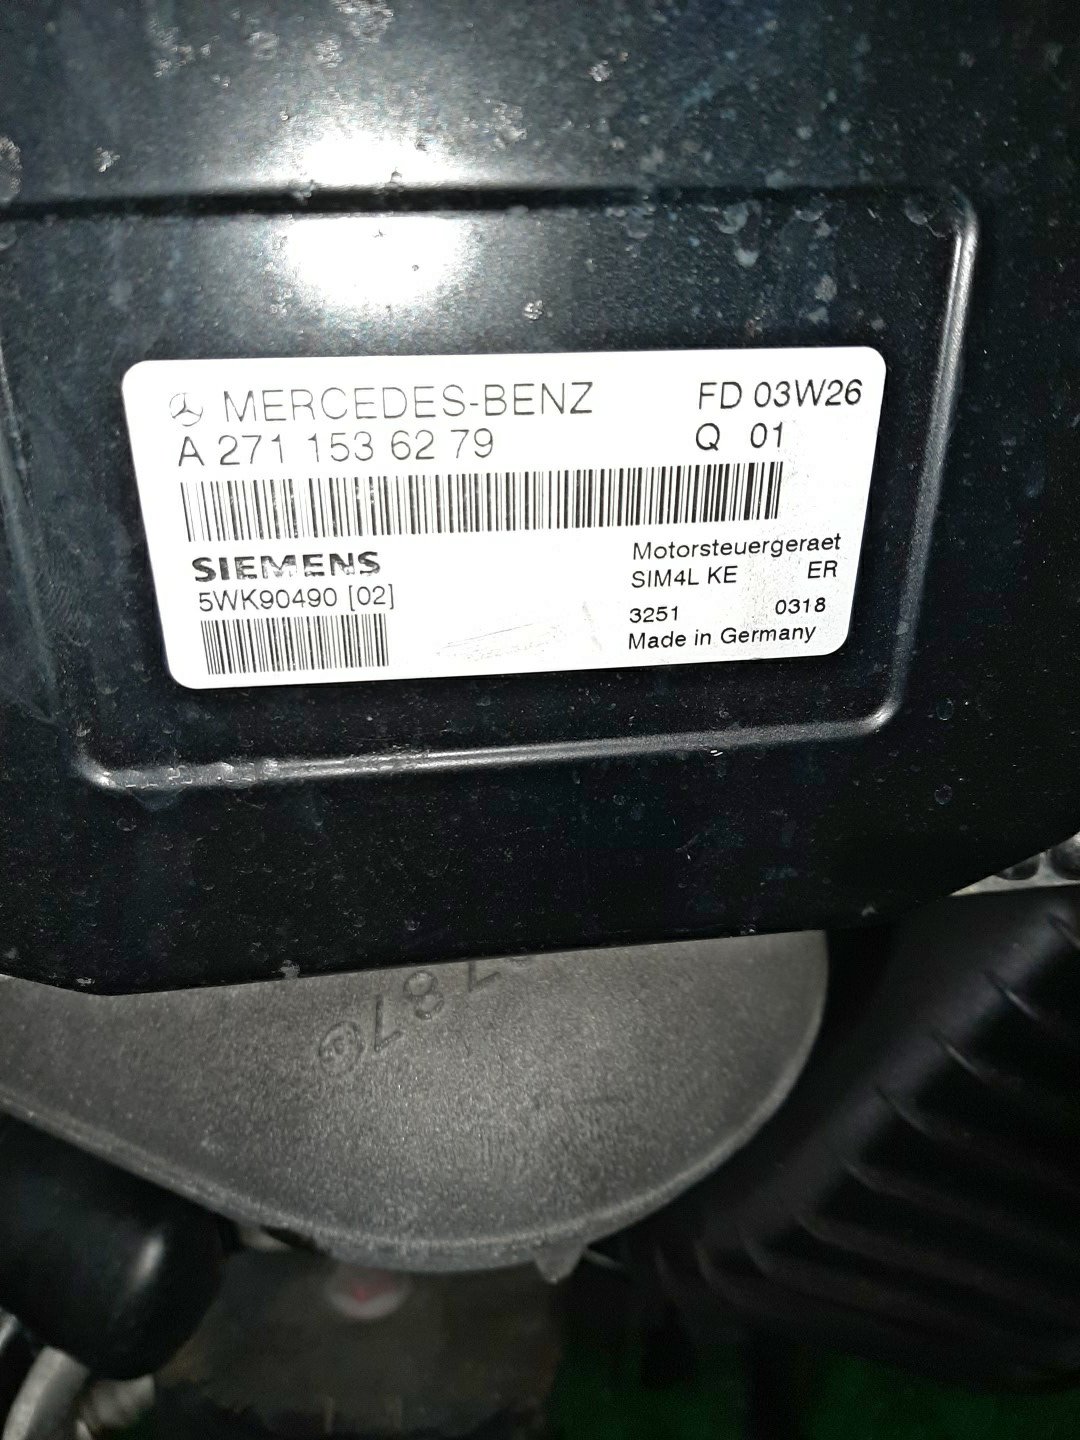 MERCEDES-BENZ FD 03W26
A 271 153 62 79 Q 01
SIEMENS Motorsteuergeraet
5WK90490 [02] SIM4L KE ER
3251 0318
Made in Germany